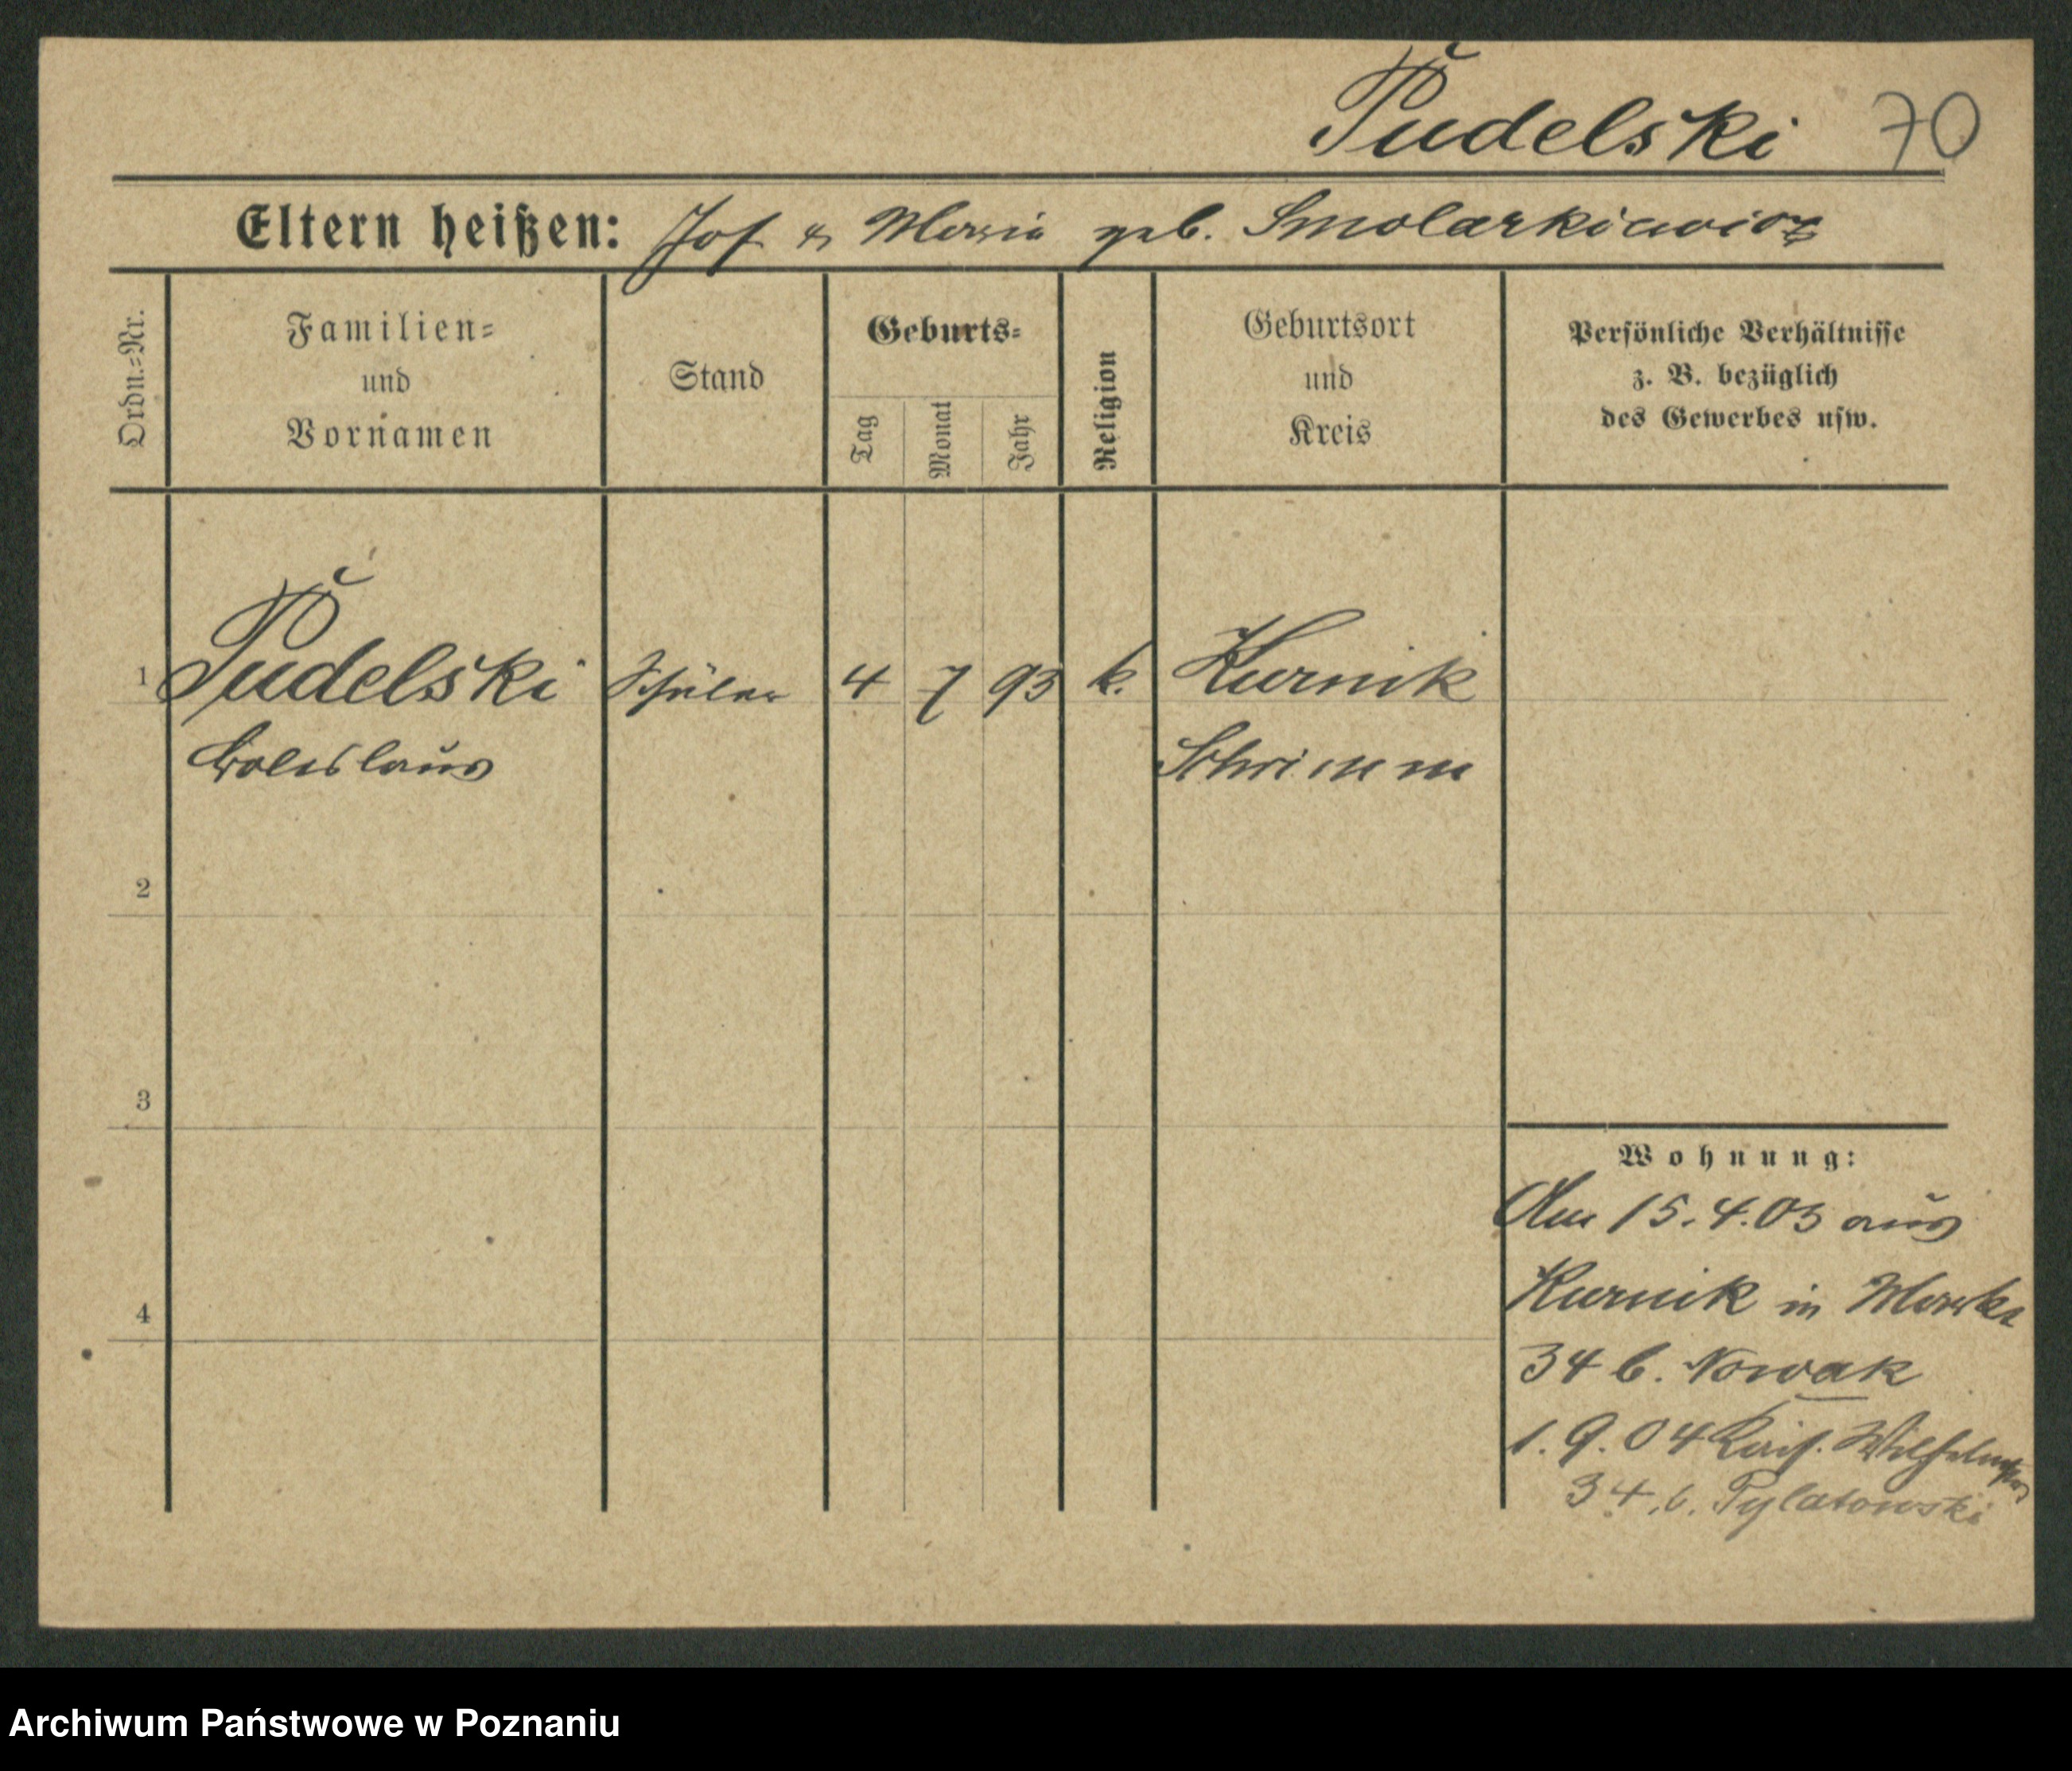 Pudelski 70
Eltern heißen: Jos & Maria geb. Smolarkiewicz
Ordn.=Nr.
Familien=
und
Vornamen
Stand
Geburts=
Tag
Monat
Jahr
Religion
Geburtsort
und
Kreis
Persönliche Verhältnisse
z. B. bezüglich
des Gewerbes usw.
1 Pudelski Schüler 4 7 93 k. Kurnik
Boleslaus Schrimm
2
3
Wohnung:
Am 15.4.03 aus
Kurnik in
4
34 b. Nowak
1.9.04 Kais. Wilhelmstr
34. b. Pylatowski
Archiwum Państwowe w Poznaniu